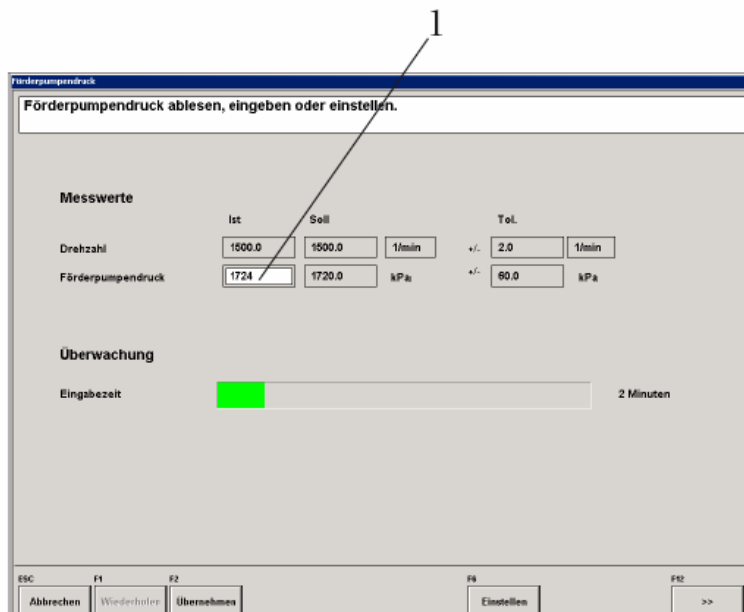 1
Förderpumpendruck
Förderpumpendruck ablesen, eingeben oder einstellen.
Messwerte
Ist Soll Tol.
Drehzahl 1500.0 1500.0 1/min +/- 2.0 1/min
Förderpumpendruck 1724 1720.0 kPa +/- 60.0 kPa
Überwachung
Eingabezeit 2 Minuten
ESC F1 F2 F6 F12
Abbrechen Wiederholen Übernehmen Einstellen >>